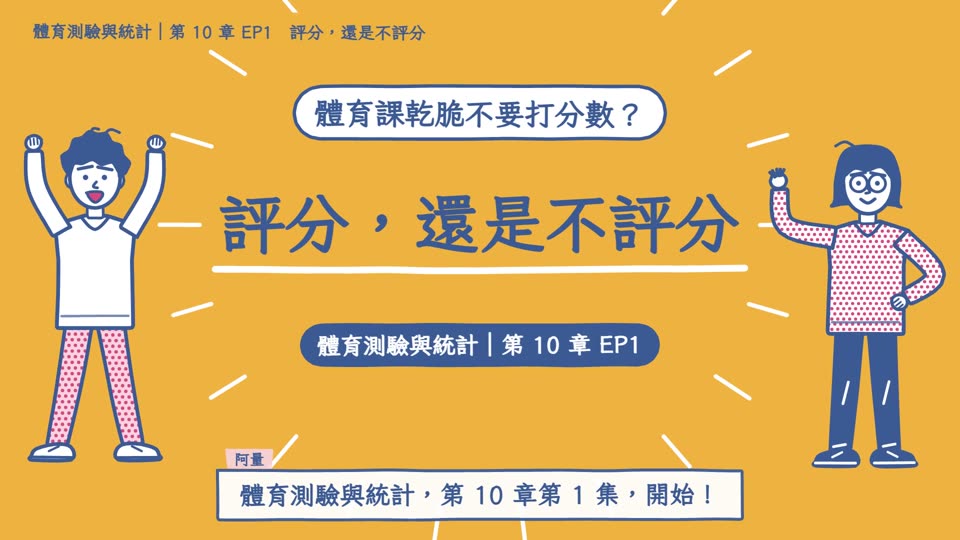 體育測驗與統計｜第 10 章 EP1　評分，還是不評分
體育課乾脆不要打分數？
評分，還是不評分
體育測驗與統計｜第 10 章 EP1
阿量
體育測驗與統計，第 10 章第 1 集，開始！